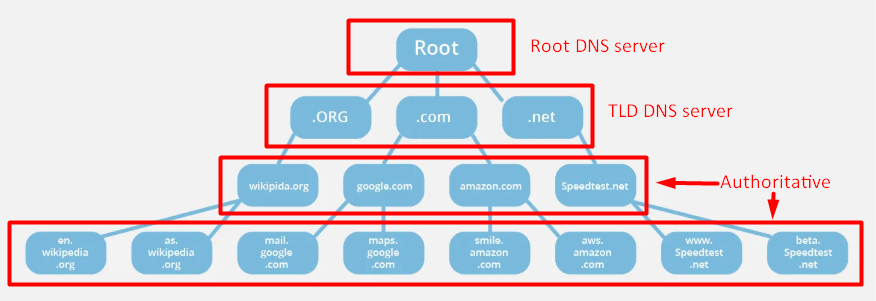 Root
Root DNS server
.ORG
.com
.net
TLD DNS server
wikipida.org
google.com
amazon.com
Speedtest.net
Authoritative
en.
wikipedia
.org
as.
wikipedia
.org
mail.
google
.com
maps.
google
.com
smile.
amazon
.com
aws.
amazon
.com
www.
Speedtest
.net
beta.
Speedtest
.net